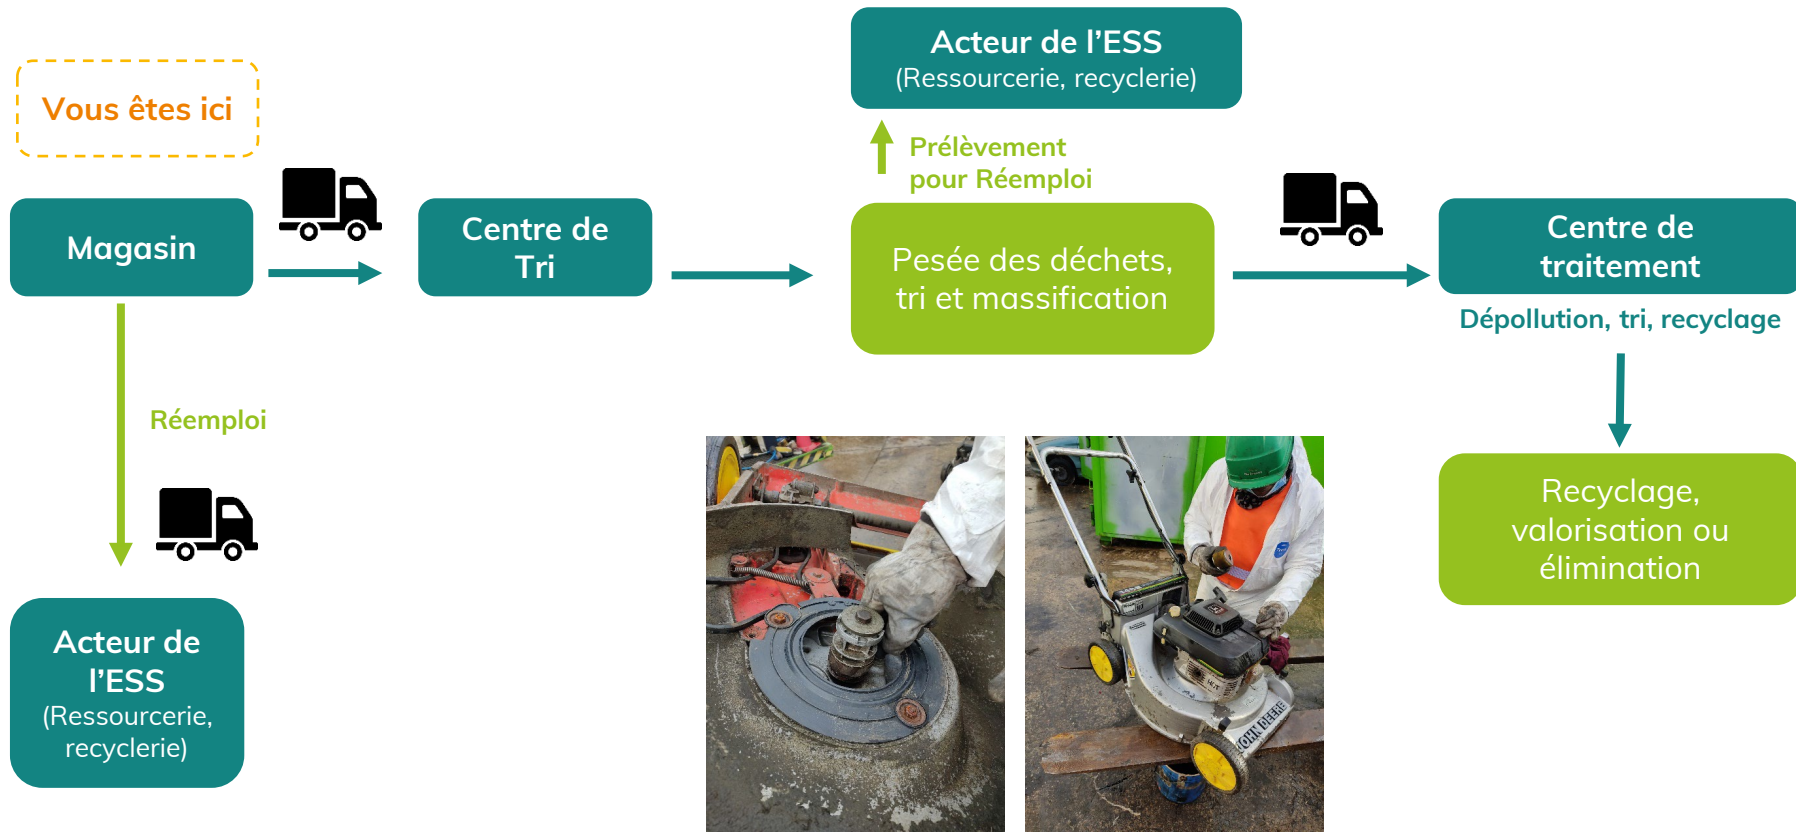 Vous êtes ici
Magasin
Réemploi
Acteur de
l’ESS
(Ressourcerie,
recyclerie)
Centre de
Tri
Acteur de l’ESS
(Ressourcerie, recyclerie)
Prélèvement
pour Réemploi
Pesée des déchets,
tri et massification
Centre de
traitement
Dépollution, tri, recyclage
Recyclage,
valorisation ou
élimination
JOHN DEERE